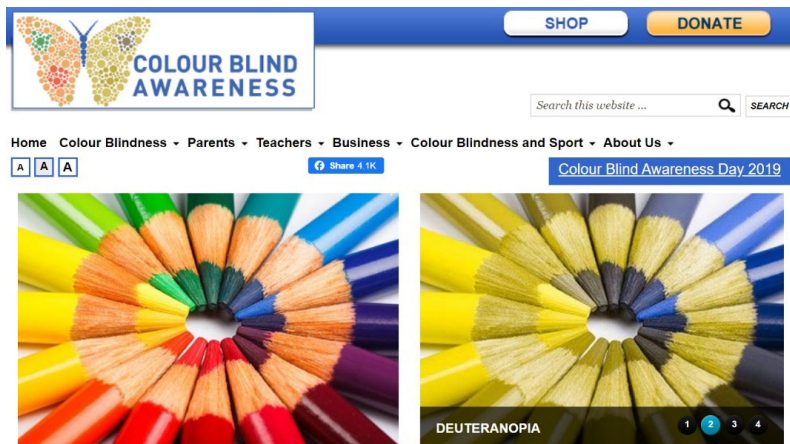 SHOP
DONATE
COLOUR BLIND
AWARENESS
Search this website ...
SEARCH
Home Colour Blindness Parents Teachers Business Colour Blindness and Sport About Us
A A A
Share 4.1K
Colour Blind Awareness Day 2019
DEUTERANOPIA
1 2 3 4